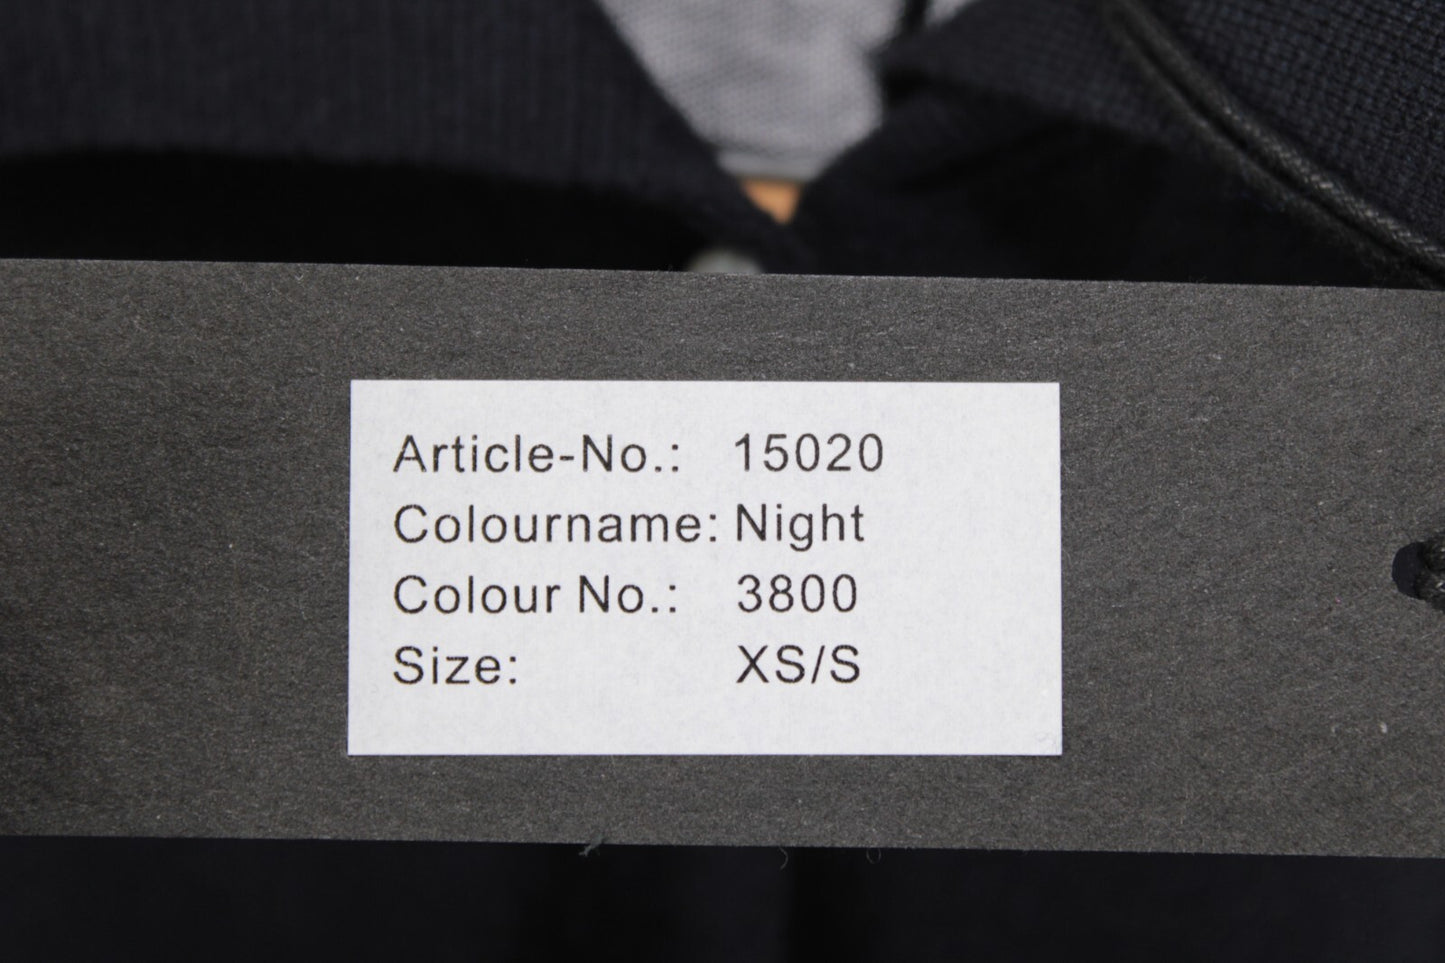 Article-No.: 15020
Colourname: Night
Colour No.: 3800
Size: XS/S